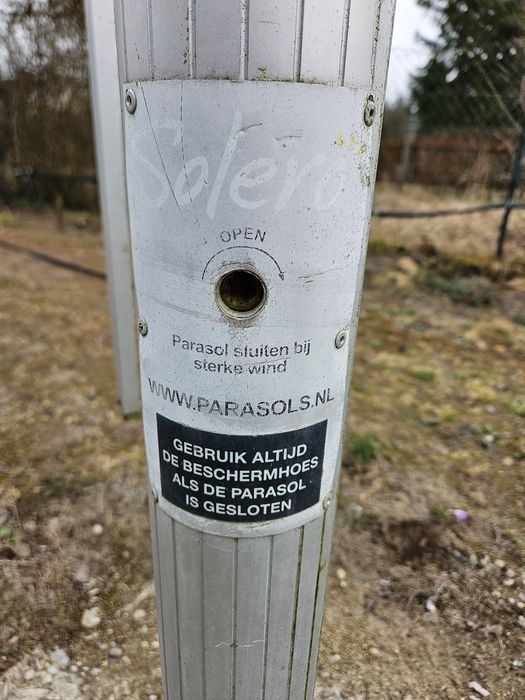 Solero
OPEN
Parasol sluiten bij
sterke wind
WWW.PARASOLS.NL
GEBRUIK ALTIJD
DE BESCHERMHOES
ALS DE PARASOL
IS GESLOTEN